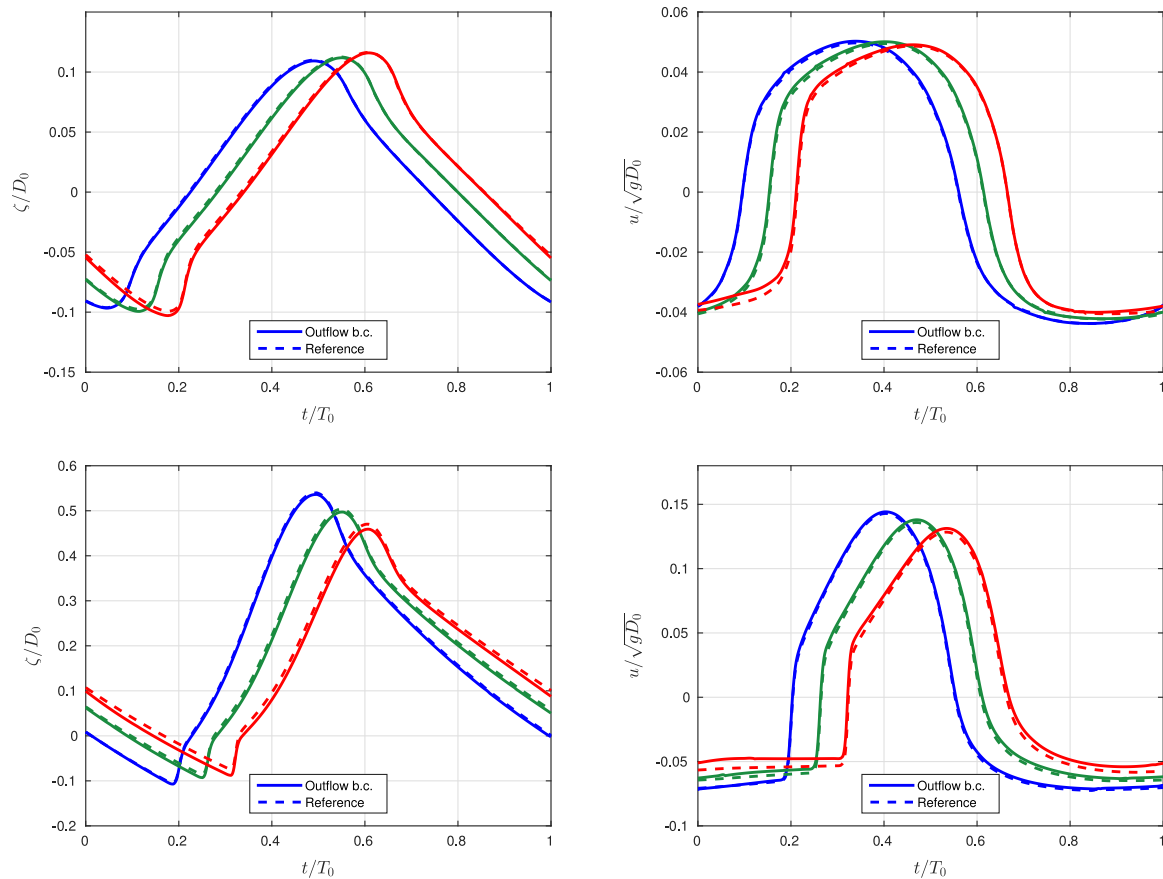 0.15
0.1
0.05
0
-0.05
-0.1
-0.15
ζ/D₀
0 0.2 0.4 0.6 0.8 1
t/T₀
Outflow b.c.
Reference
0.06
0.04
0.02
0
-0.02
-0.04
-0.06
u/√gD₀
0 0.2 0.4 0.6 0.8 1
t/T₀
Outflow b.c.
Reference
0.6
0.5
0.4
0.3
0.2
0.1
0
-0.1
-0.2
ζ/D₀
0 0.2 0.4 0.6 0.8 1
t/T₀
Outflow b.c.
Reference
0.15
0.1
0.05
0
-0.05
-0.1
u/√gD₀
0 0.2 0.4 0.6 0.8 1
t/T₀
Outflow b.c.
Reference